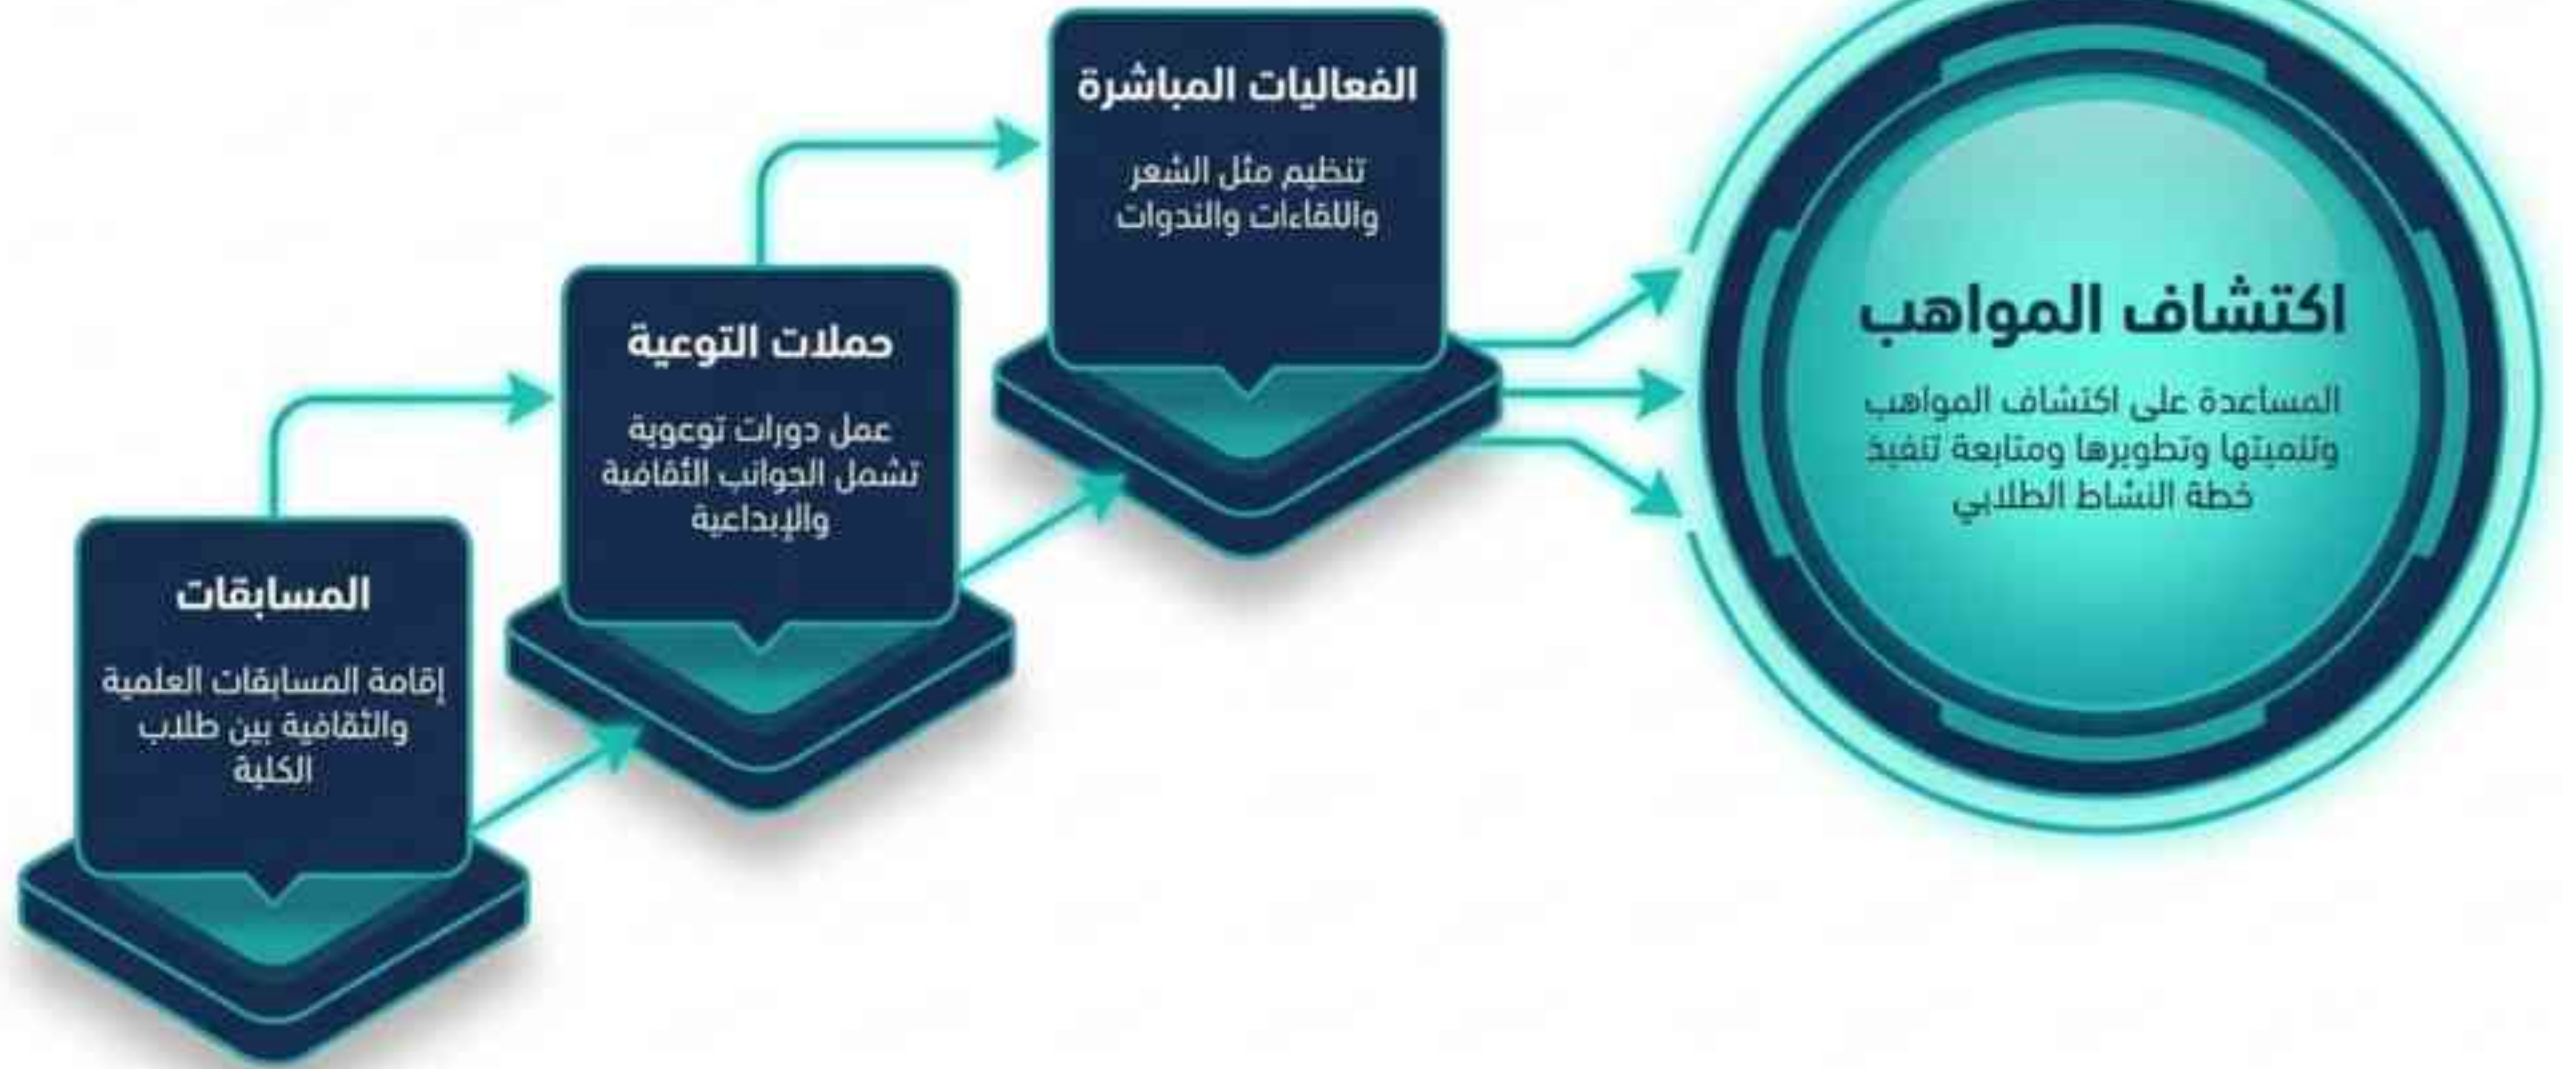 المسابقات
إقامة المسابقات العلمية
والثقافية بين طلاب
الكلية
حملات التوعية
عمل دورات توعوية
تشمل الجوانب الثقافية
والإبداعية
الفعاليات المباشرة
تنظيم مثل الشعر
واللقاءات والندوات
اكتشاف المواهب
المساعدة على اكتشاف المواهب
وتنميتها وتطويرها ومتابعة تنفيذ
خطة النشاط الطلابي